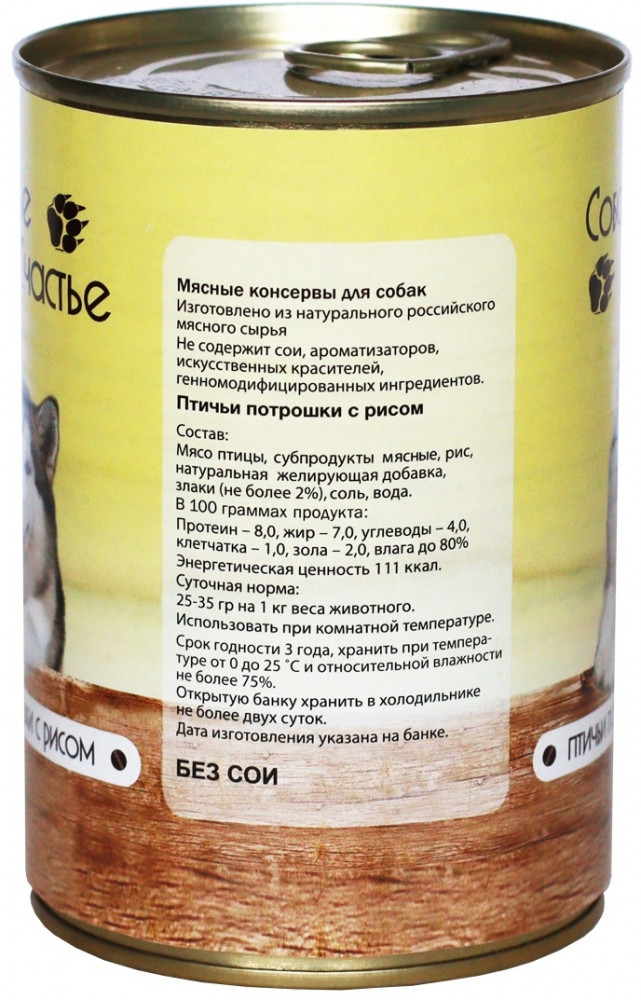 частье
Мясные консервы для собак
Изготовлено из натурального российского
мясного сырья
Не содержит сои, ароматизаторов,
искусственных красителей,
генномодифицированных ингредиентов.
Птичьи потрошки с рисом
Состав:
Мясо птицы, субпродукты мясные, рис,
натуральная желирующая добавка,
злаки (не более 2%), соль, вода.
В 100 граммах продукта:
Протеин – 8,0, жир – 7,0, углеводы – 4,0,
клетчатка – 1,0, зола – 2,0, влага до 80%
Энергетическая ценность 111 ккал.
Суточная норма:
25-35 гр на 1 кг веса животного.
Использовать при комнатной температуре.
Срок годности 3 года, хранить при темпера-
туре от 0 до 25 ˚С и относительной влажности
не более 75%.
Открытую банку хранить в холодильнике
не более двух суток.
Дата изготовления указана на банке.
БЕЗ СОИ
с рисом
птичьи